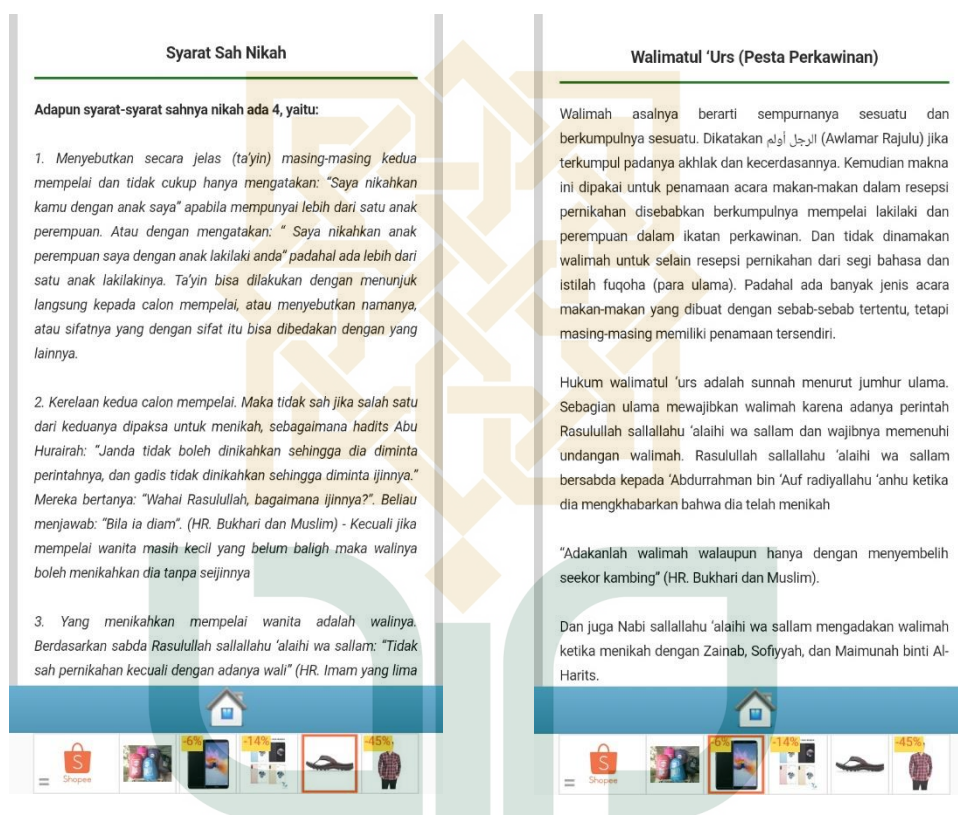 Syarat Sah Nikah
Adapun syarat-syarat sahnya nikah ada 4, yaitu:
1. Menyebutkan secara jelas (ta'yin) masing-masing kedua
mempelai dan tidak cukup hanya mengatakan: “Saya nikahkan
kamu dengan anak saya” apabila mempunyai lebih dari satu anak
perempuan. Atau dengan mengatakan: “ Saya nikahkan anak
perempuan saya dengan anak lakilaki anda” padahal ada lebih dari
satu anak lakilakinya. Ta'yin bisa dilakukan dengan menunjuk
langsung kepada calon mempelai, atau menyebutkan namanya,
atau sifatnya yang dengan sifat itu bisa dibedakan dengan yang
lainnya.
2. Kerelaan kedua calon mempelai. Maka tidak sah jika salah satu
dari keduanya dipaksa untuk menikah, sebagaimana hadits Abu
Hurairah: “Janda tidak boleh dinikahkan sehingga dia diminta
perintahnya, dan gadis tidak dinikahkan sehingga diminta ijinnya.”
Mereka bertanya: “Wahai Rasulullah, bagaimana ijinnya?”. Beliau
menjawab: “Bila ia diam”. (HR. Bukhari dan Muslim) - Kecuali jika
mempelai wanita masih kecil yang belum baligh maka walinya
boleh menikahkan dia tanpa seijinnya
3. Yang menikahkan mempelai wanita adalah walinya.
Berdasarkan sabda Rasulullah sallallahu ‘alaihi wa sallam: “Tidak
sah pernikahan kecuali dengan adanya wali” (HR. Imam yang lima
Shopee
-6%
-14%
-45%
Walimatul ‘Urs (Pesta Perkawinan)
Walimah asalnya berarti sempurnanya sesuatu dan
berkumpulnya sesuatu. Dikatakan الرجل أولم (Awlamar Rajulu) jika
terkumpul padanya akhlak dan kecerdasannya. Kemudian makna
ini dipakai untuk penamaan acara makan-makan dalam resepsi
pernikahan disebabkan berkumpulnya mempelai lakilaki dan
perempuan dalam ikatan perkawinan. Dan tidak dinamakan
walimah untuk selain resepsi pernikahan dari segi bahasa dan
istilah fuqoha (para ulama). Padahal ada banyak jenis acara
makan-makan yang dibuat dengan sebab-sebab tertentu, tetapi
masing-masing memiliki penamaan tersendiri.
Hukum walimatul ‘urs adalah sunnah menurut jumhur ulama.
Sebagian ulama mewajibkan walimah karena adanya perintah
Rasulullah sallallahu ‘alaihi wa sallam dan wajibnya memenuhi
undangan walimah. Rasulullah sallallahu ‘alaihi wa sallam
bersabda kepada ‘Abdurrahman bin ‘Auf radiyallahu ‘anhu ketika
dia mengkhabarkan bahwa dia telah menikah
“Adakanlah walimah walaupun hanya dengan menyembelih
seekor kambing” (HR. Bukhari dan Muslim).
Dan juga Nabi sallallahu ‘alaihi wa sallam mengadakan walimah
ketika menikah dengan Zainab, Sofiyyah, dan Maimunah binti Al-
Harits.
Shopee
-6%
-14%
-45%